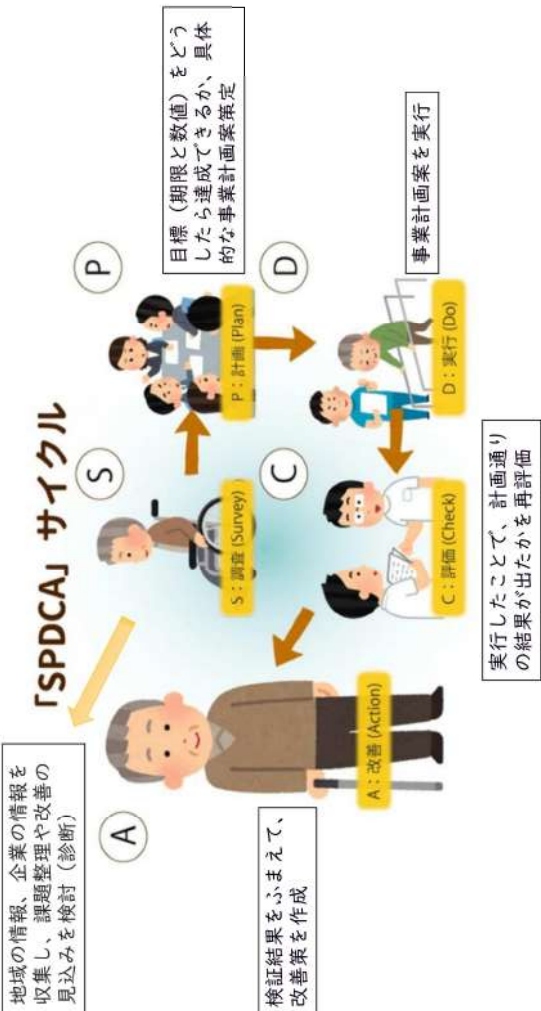 「SPDCA」サイクル
地域の情報、企業の情報を
収集し、課題整理や改善の
見込みを検討（診断）
S
S：調査 (Survey)
P
P：計画 (Plan)
目標（期限と数値）をどう
したら達成できるか、具体
的な事業計画案策定
D
D：実行 (Do)
事業計画案を実行
C
C：評価 (Check)
実行したことで、計画通り
の結果が出たかを再評価
A
A：改善 (Action)
検証結果をふまえて、
改善策を作成